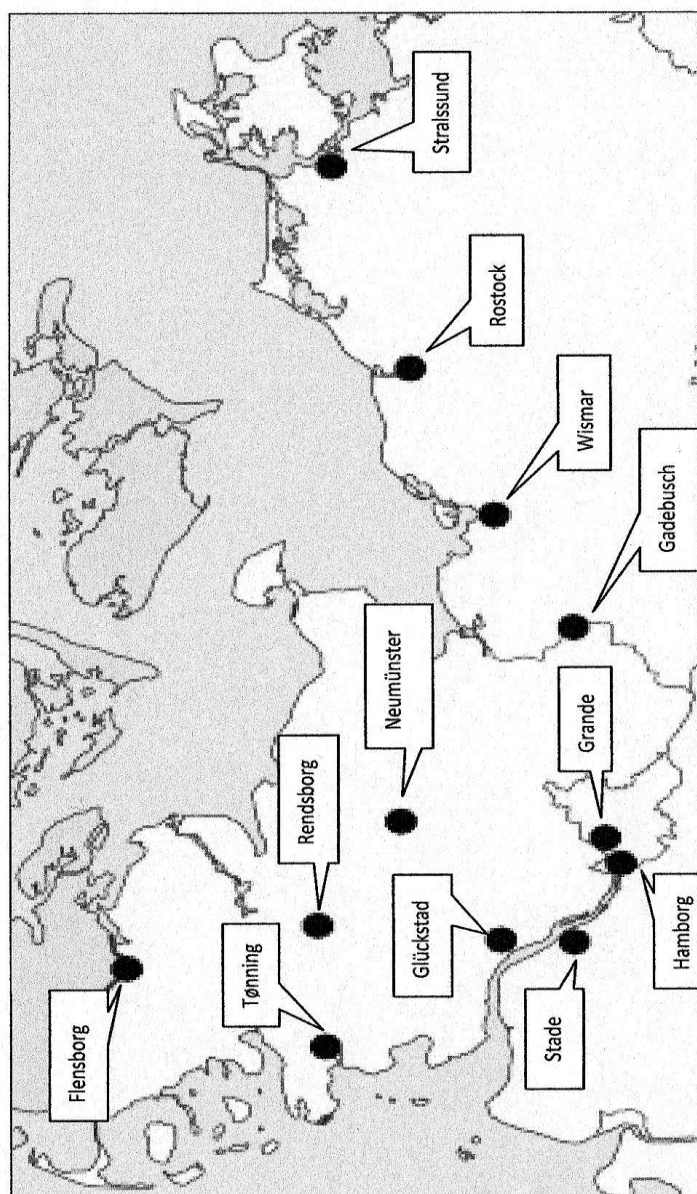 Flensborg
Tønning
Rendsborg
Neumünster
Glückstad
Stade
Hamborg
Grande
Gadebusch
Wismar
Rostock
Stralssund